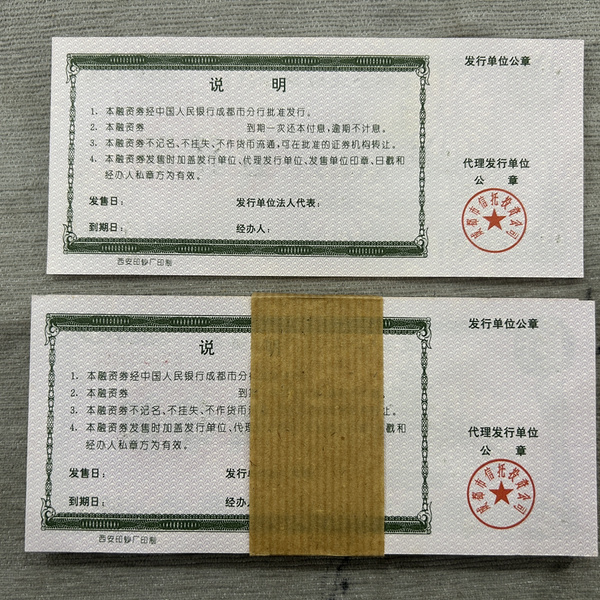 发行单位公章
说 明
1. 本融资券经中国人民银行成都市分行批准发行。
2. 本融资券 到期一次还本付息,逾期不计息。
3. 本融资券不记名、不挂失、不作货币流通,可在批准的证券机构转让。
4. 本融资券发售时加盖发行单位、代理发行单位、发售单位印章、日戳和
经办人私章方为有效。
代理发行单位
公 章
成都市信托投资公司
发售日: 发行单位法人代表:
到期日: 经办人:
西安印钞厂印制
发行单位公章
说
1. 本融资券经中国人民银行成都市分
2. 本融资券 到
3. 本融资券不记名、不挂失、不作货币 让。
4. 本融资券发售时加盖发行单位、代 戳和
经办人私章方为有效。
代理发行单位
公 章
成都市信托投资公司
发售日: 发行
到期日: 经办
西安印钞厂印制